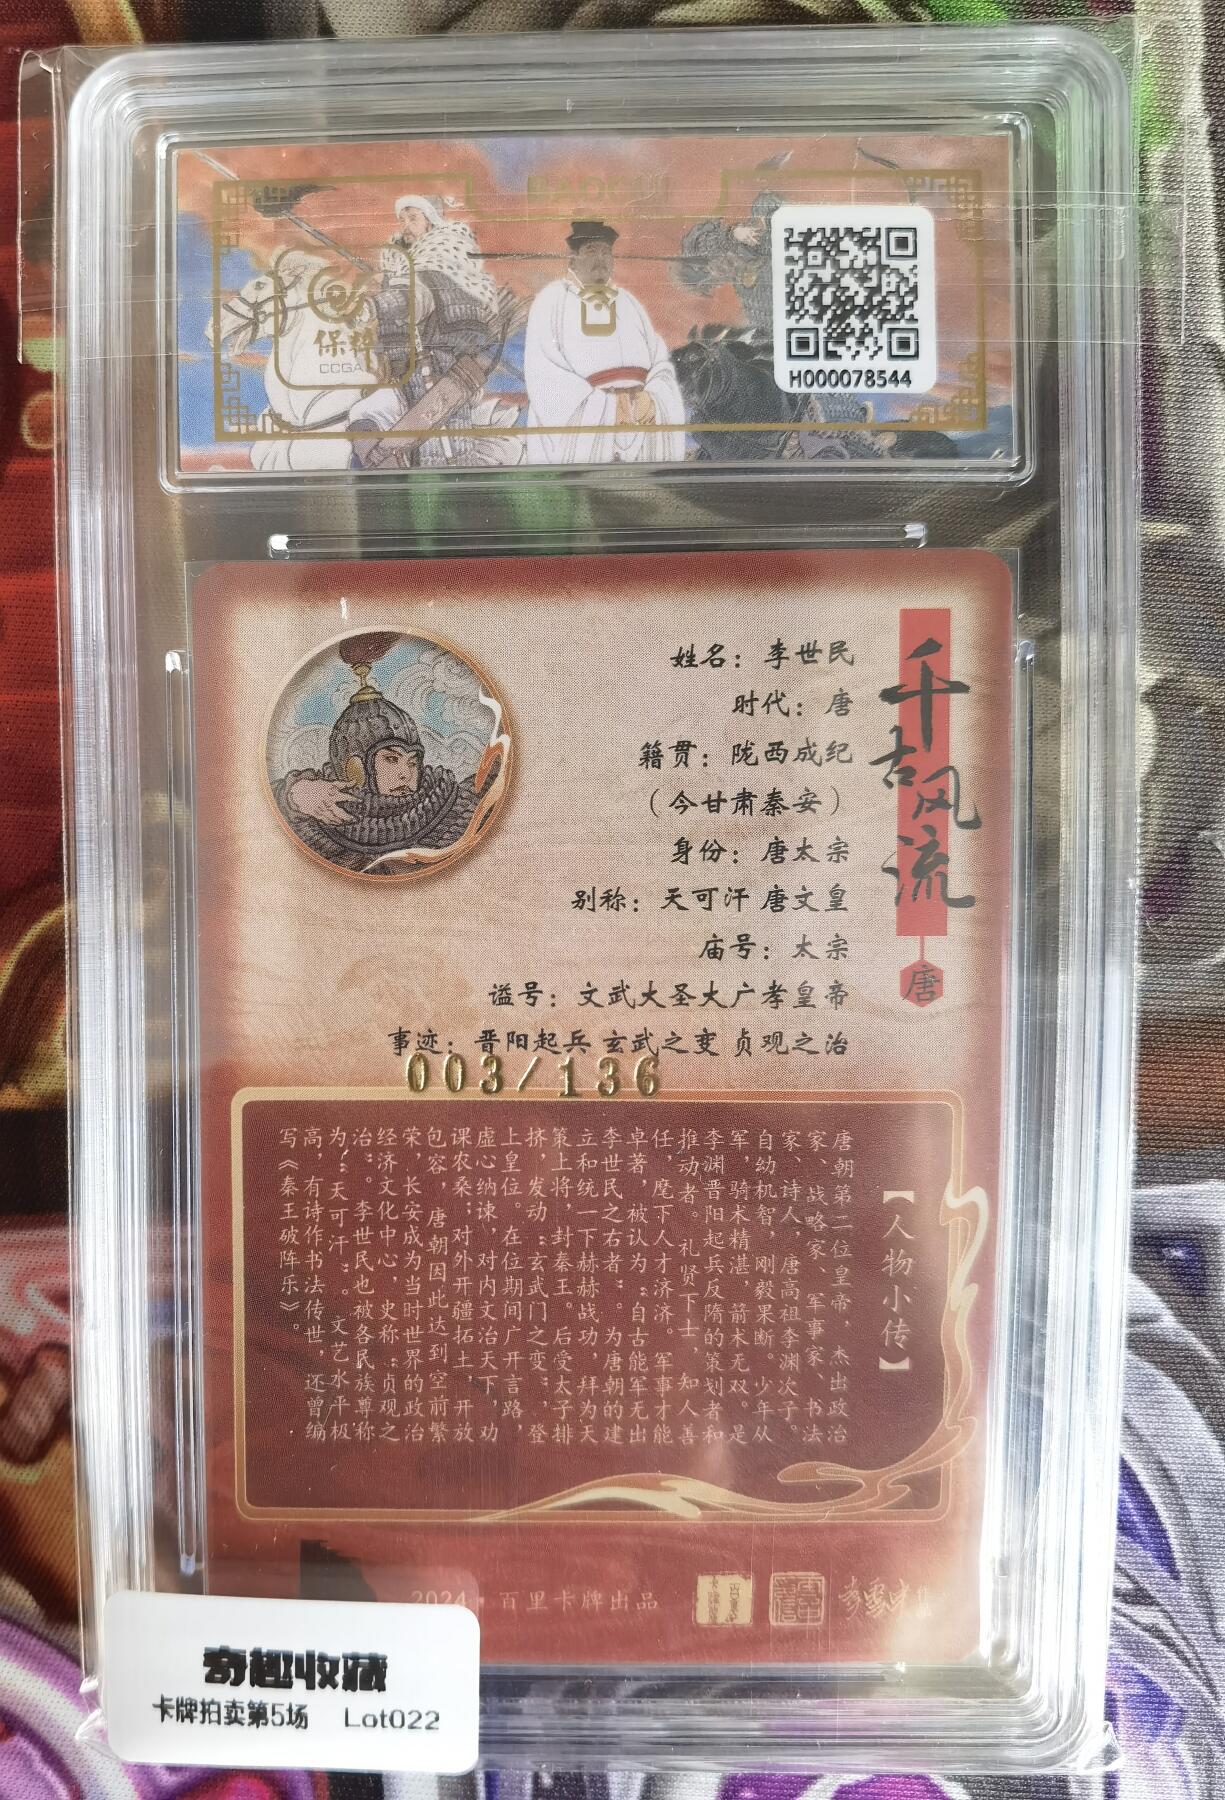 BAOCUI
保粹
CCGA
H000078544
千古风流
唐
姓名：李世民
时代：唐
籍贯：陇西成纪
（今甘肃秦安）
身份：唐太宗
别称：天可汗 唐文皇
庙号：太宗
谥号：文武大圣大广孝皇帝
事迹：晋阳起兵 玄武之变 贞观之治
003/136
【人物小传】
唐朝第二位皇帝，杰出政治
家、战略家、军事家、书法
家、诗人，唐高祖李渊次子。
自幼机智，刚毅果断。少年从
军，骑术精湛，箭术无双。是
李渊晋阳起兵反隋的策划者和
推动者。礼贤下士，知人善
任，麾下人才济济。军事才能
卓著，被认为“自古能军无出
李世民之右者”。为唐朝的建
立和统一下赫赫战功，拜为天
策上将，封秦王。后受太子排
挤，发动“玄武门之变”，登
上皇位。在位期间广开言路，
虚心纳谏，对内文治天下，劝
课农桑；对外开疆拓土，开放
包容，唐朝因此达到空前繁
荣，长安成为当时世界的政治
经济文化中心，史称“贞观之
治”。李世民也被各民族尊称
为“天可汗”。文艺水平极
高，有诗作书法传世，还曾编
写《秦王破阵乐》。
2024·百里卡牌出品
奇趣收藏
卡牌拍卖第5场 Lot022